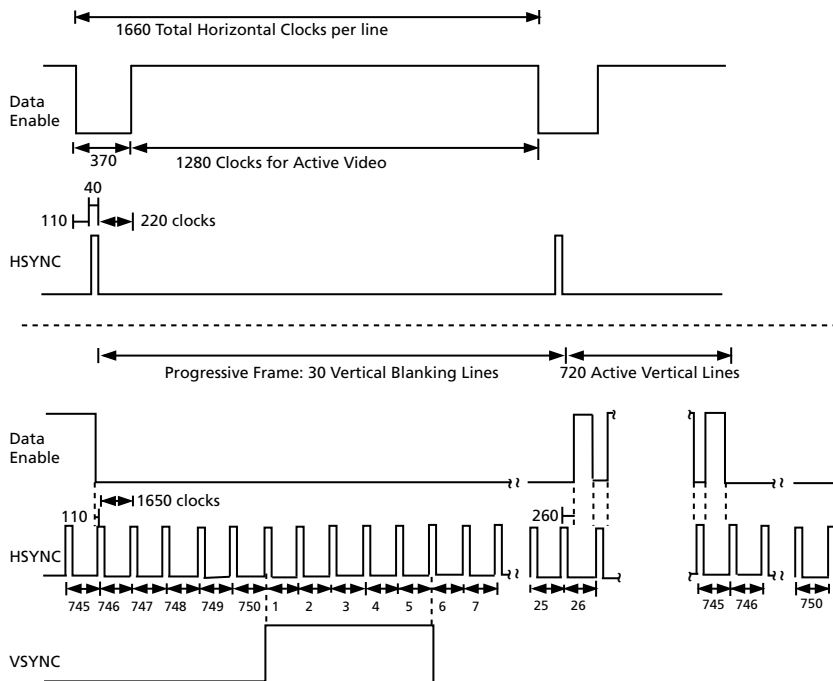 1660 Total Horizontal Clocks per line
Data
Enable
370
1280 Clocks for Active Video
40
110
220 clocks
HSYNC
Progressive Frame: 30 Vertical Blanking Lines
720 Active Vertical Lines
Data
Enable
1650 clocks
110
260
HSYNC
745 746 747 748 749 750 1 2 3 4 5 6 7 25 26 745 746 750
VSYNC